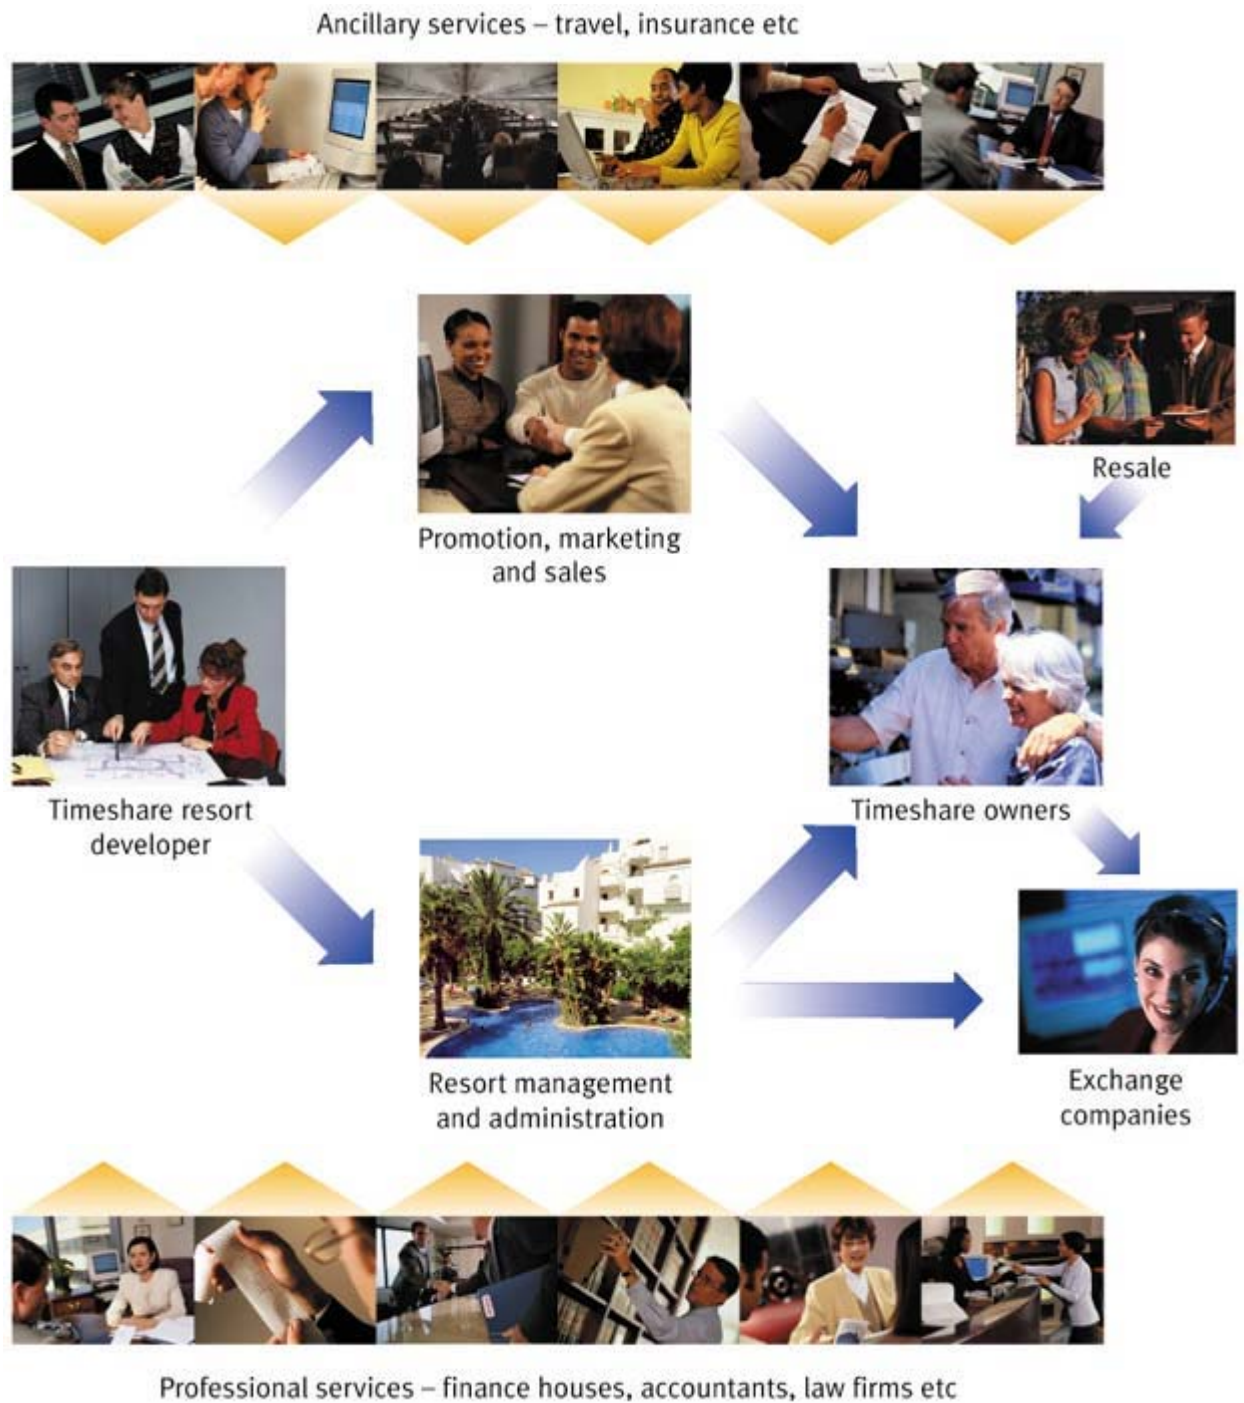 Ancillary services – travel, insurance etc
Resale
Promotion, marketing
and sales
Timeshare resort
developer
Timeshare owners
Resort management
and administration
Exchange
companies
Professional services – finance houses, accountants, law firms etc